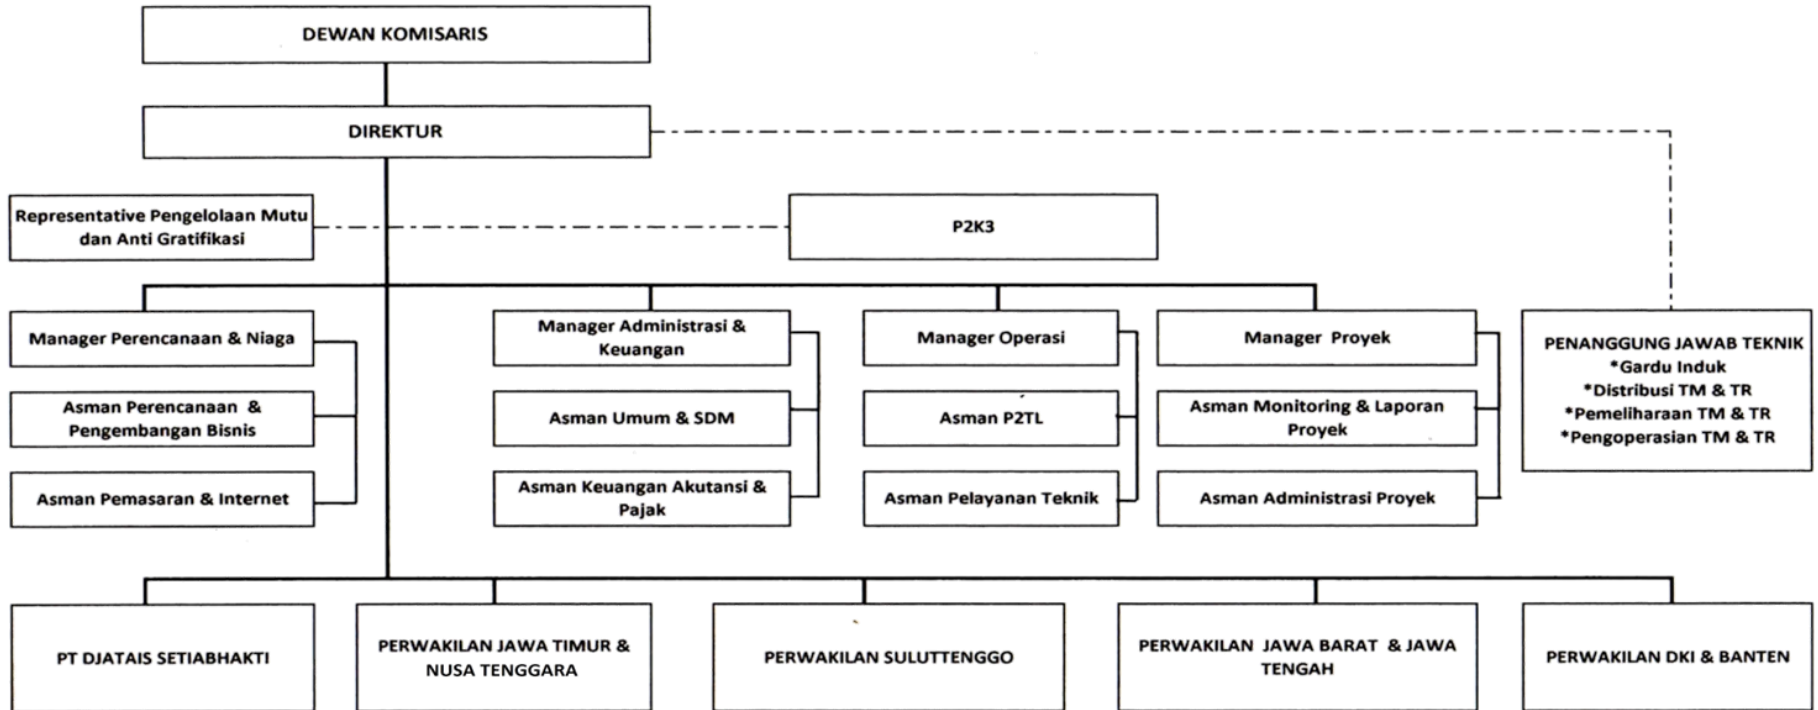 DEWAN KOMISARIS
DIREKTUR
Representative Pengelolaan Mutu
dan Anti Gratifikasi
P2K3
Manager Perencanaan & Niaga
Manager Administrasi &
Keuangan
Manager Operasi
Manager Proyek
PENANGGUNG JAWAB TEKNIK
*Gardu Induk
*Distribusi TM & TR
*Pemeliharaan TM & TR
*Pengoperasian TM & TR
Asman Perencanaan &
Pengembangan Bisnis
Asman Umum & SDM
Asman P2TL
Asman Monitoring & Laporan
Proyek
Asman Pemasaran & Internet
Asman Keuangan Akutansi &
Pajak
Asman Pelayanan Teknik
Asman Administrasi Proyek
PT DJATAIS SETIABHAKTI
PERWAKILAN JAWA TIMUR &
NUSA TENGGARA
PERWAKILAN SULUTTENGGO
PERWAKILAN JAWA BARAT & JAWA
TENGAH
PERWAKILAN DKI & BANTEN